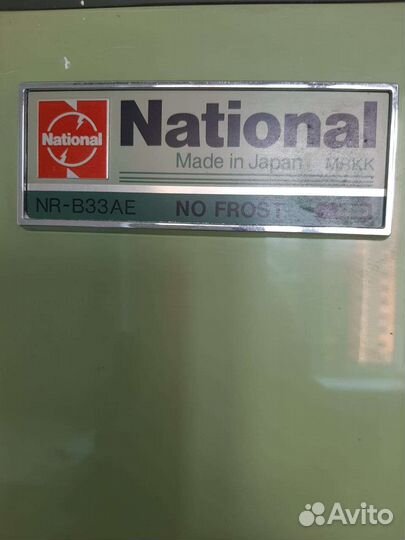 National
National
Made in Japan MRKK
NR-B33AE NO FROST
Avito